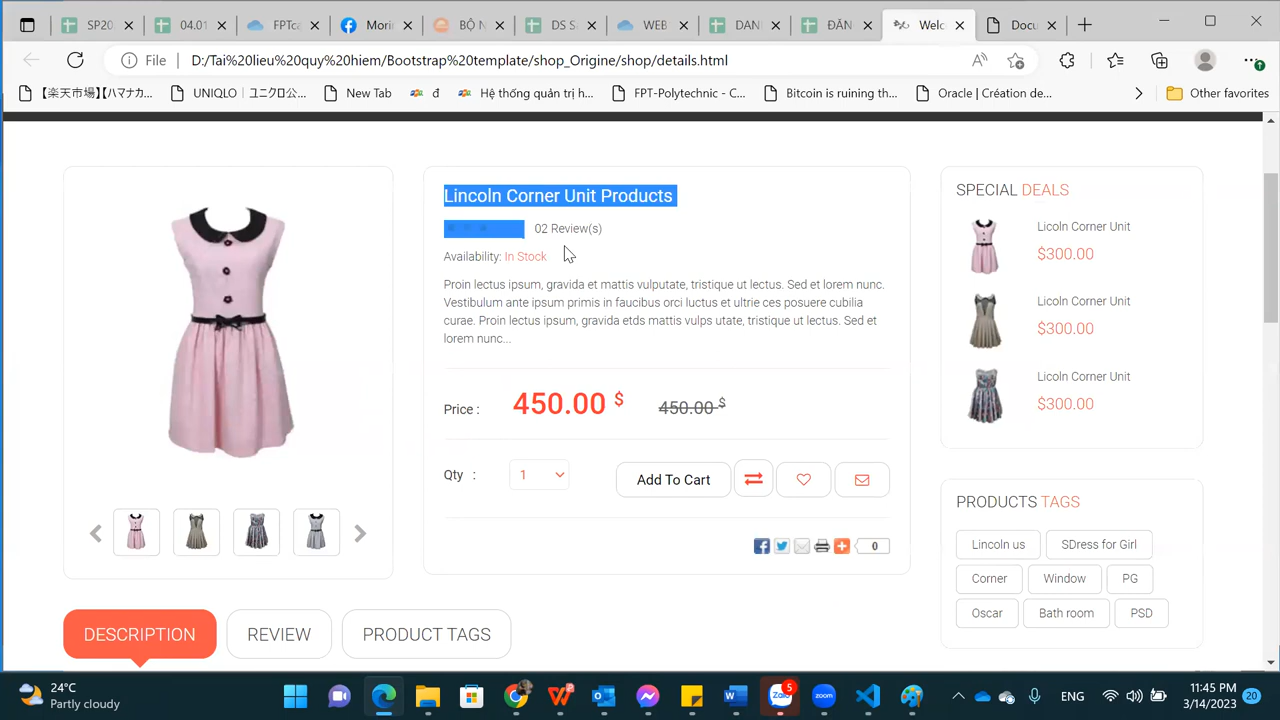 SP20
04.01
FPTca
Morin
BỘ N
DS S
WEB
DAN
ĐĂN
Welc
Docu
File D:/Tai%20lieu%20quy%20hiem/Bootstrap%20template/shop_Origine/shop/details.html
【楽天市場】【ハマナカ... UNIQLO｜ユニクロ公... New Tab đ Hệ thống quản trị h... FPT-Polytechnic - C... Bitcoin is ruining th... Oracle | Création de... Other favorites
Lincoln Corner Unit Products
02 Review(s)
Availability: In Stock
Proin lectus ipsum, gravida et mattis vulputate, tristique ut lectus. Sed et lorem nunc.
Vestibulum ante ipsum primis in faucibus orci luctus et ultrie ces posuere cubilia
curae. Proin lectus ipsum, gravida etds mattis vulps utate, tristique ut lectus. Sed et
lorem nunc...
Price : 450.00 $ 450.00 $
Qty : 1 Add To Cart
0
SPECIAL DEALS
Licoln Corner Unit
$300.00
Licoln Corner Unit
$300.00
Licoln Corner Unit
$300.00
PRODUCTS TAGS
Lincoln us SDress for Girl
Corner Window PG
Oscar Bath room PSD
DESCRIPTION REVIEW PRODUCT TAGS
24°C
Partly cloudy
5
ENG
11:45 PM
3/14/2023
20